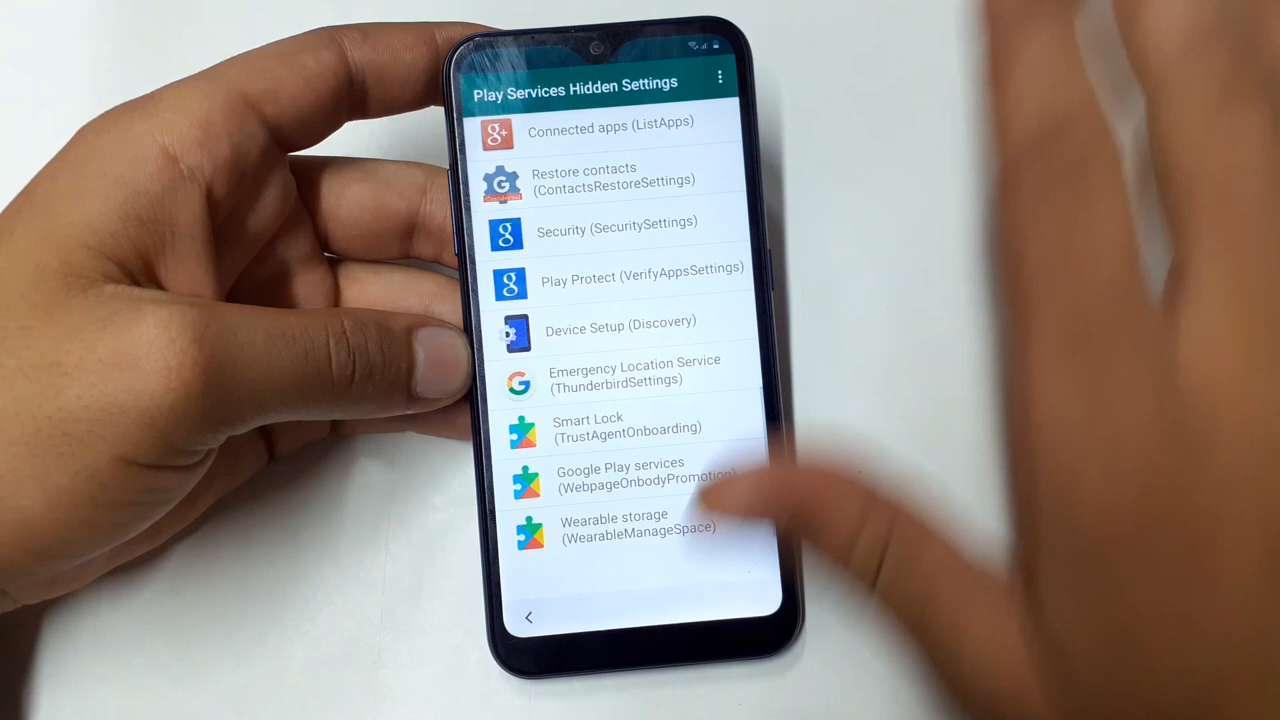 Play Services Hidden Settings
Connected apps (ListApps)
Restore contacts
(ContactsRestoreSettings)
Security (SecuritySettings)
Play Protect (VerifyAppsSettings)
Device Setup (Discovery)
Emergency Location Service
(ThunderbirdSettings)
Smart Lock
(TrustAgentOnboarding)
Google Play services
(WebpageOnbodyPromotion)
Wearable storage
(WearableManageSpace)